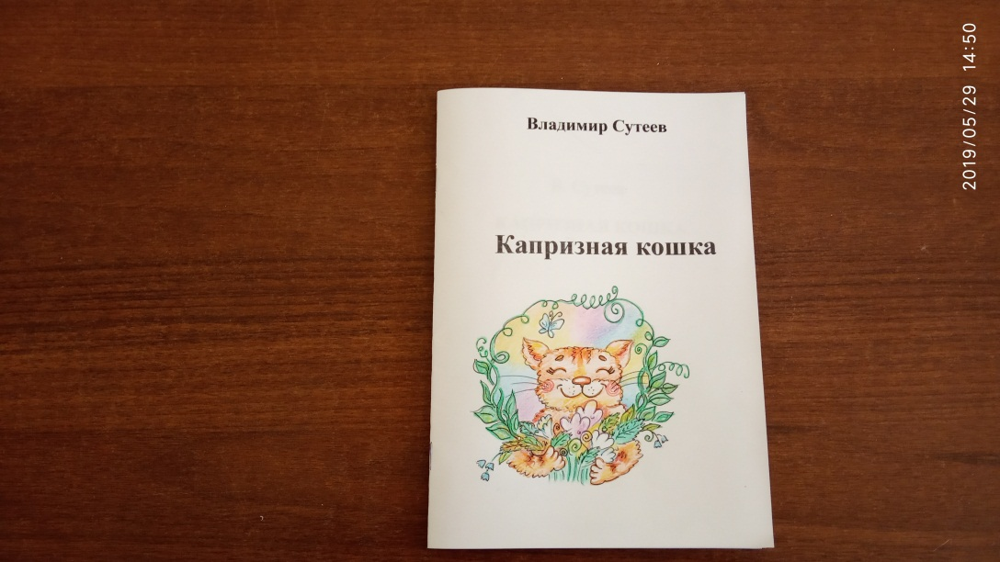 Владимир Сутеев
Капризная кошка
2019/05/29 14:50